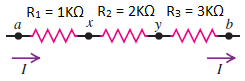 R₁ = 1KΩ R₂ = 2KΩ R₃ = 3KΩ
a x y b
I I